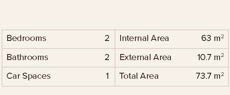 Bedrooms 2 Internal Area 63 m²
Bathrooms 2 External Area 10.7 m²
Car Spaces 1 Total Area 73.7 m²